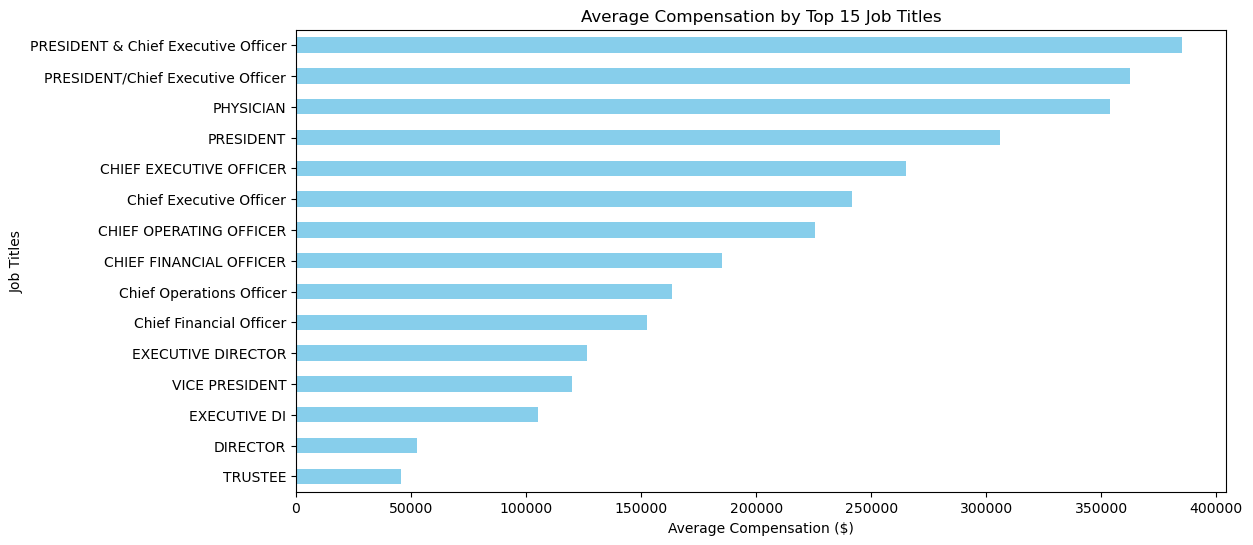 Average Compensation by Top 15 Job Titles
PRESIDENT & Chief Executive Officer
PRESIDENT/Chief Executive Officer
PHYSICIAN
PRESIDENT
CHIEF EXECUTIVE OFFICER
Chief Executive Officer
CHIEF OPERATING OFFICER
CHIEF FINANCIAL OFFICER
Chief Operations Officer
Chief Financial Officer
EXECUTIVE DIRECTOR
VICE PRESIDENT
EXECUTIVE DI
DIRECTOR
TRUSTEE
Job Titles
0 50000 100000 150000 200000 250000 300000 350000 400000
Average Compensation ($)